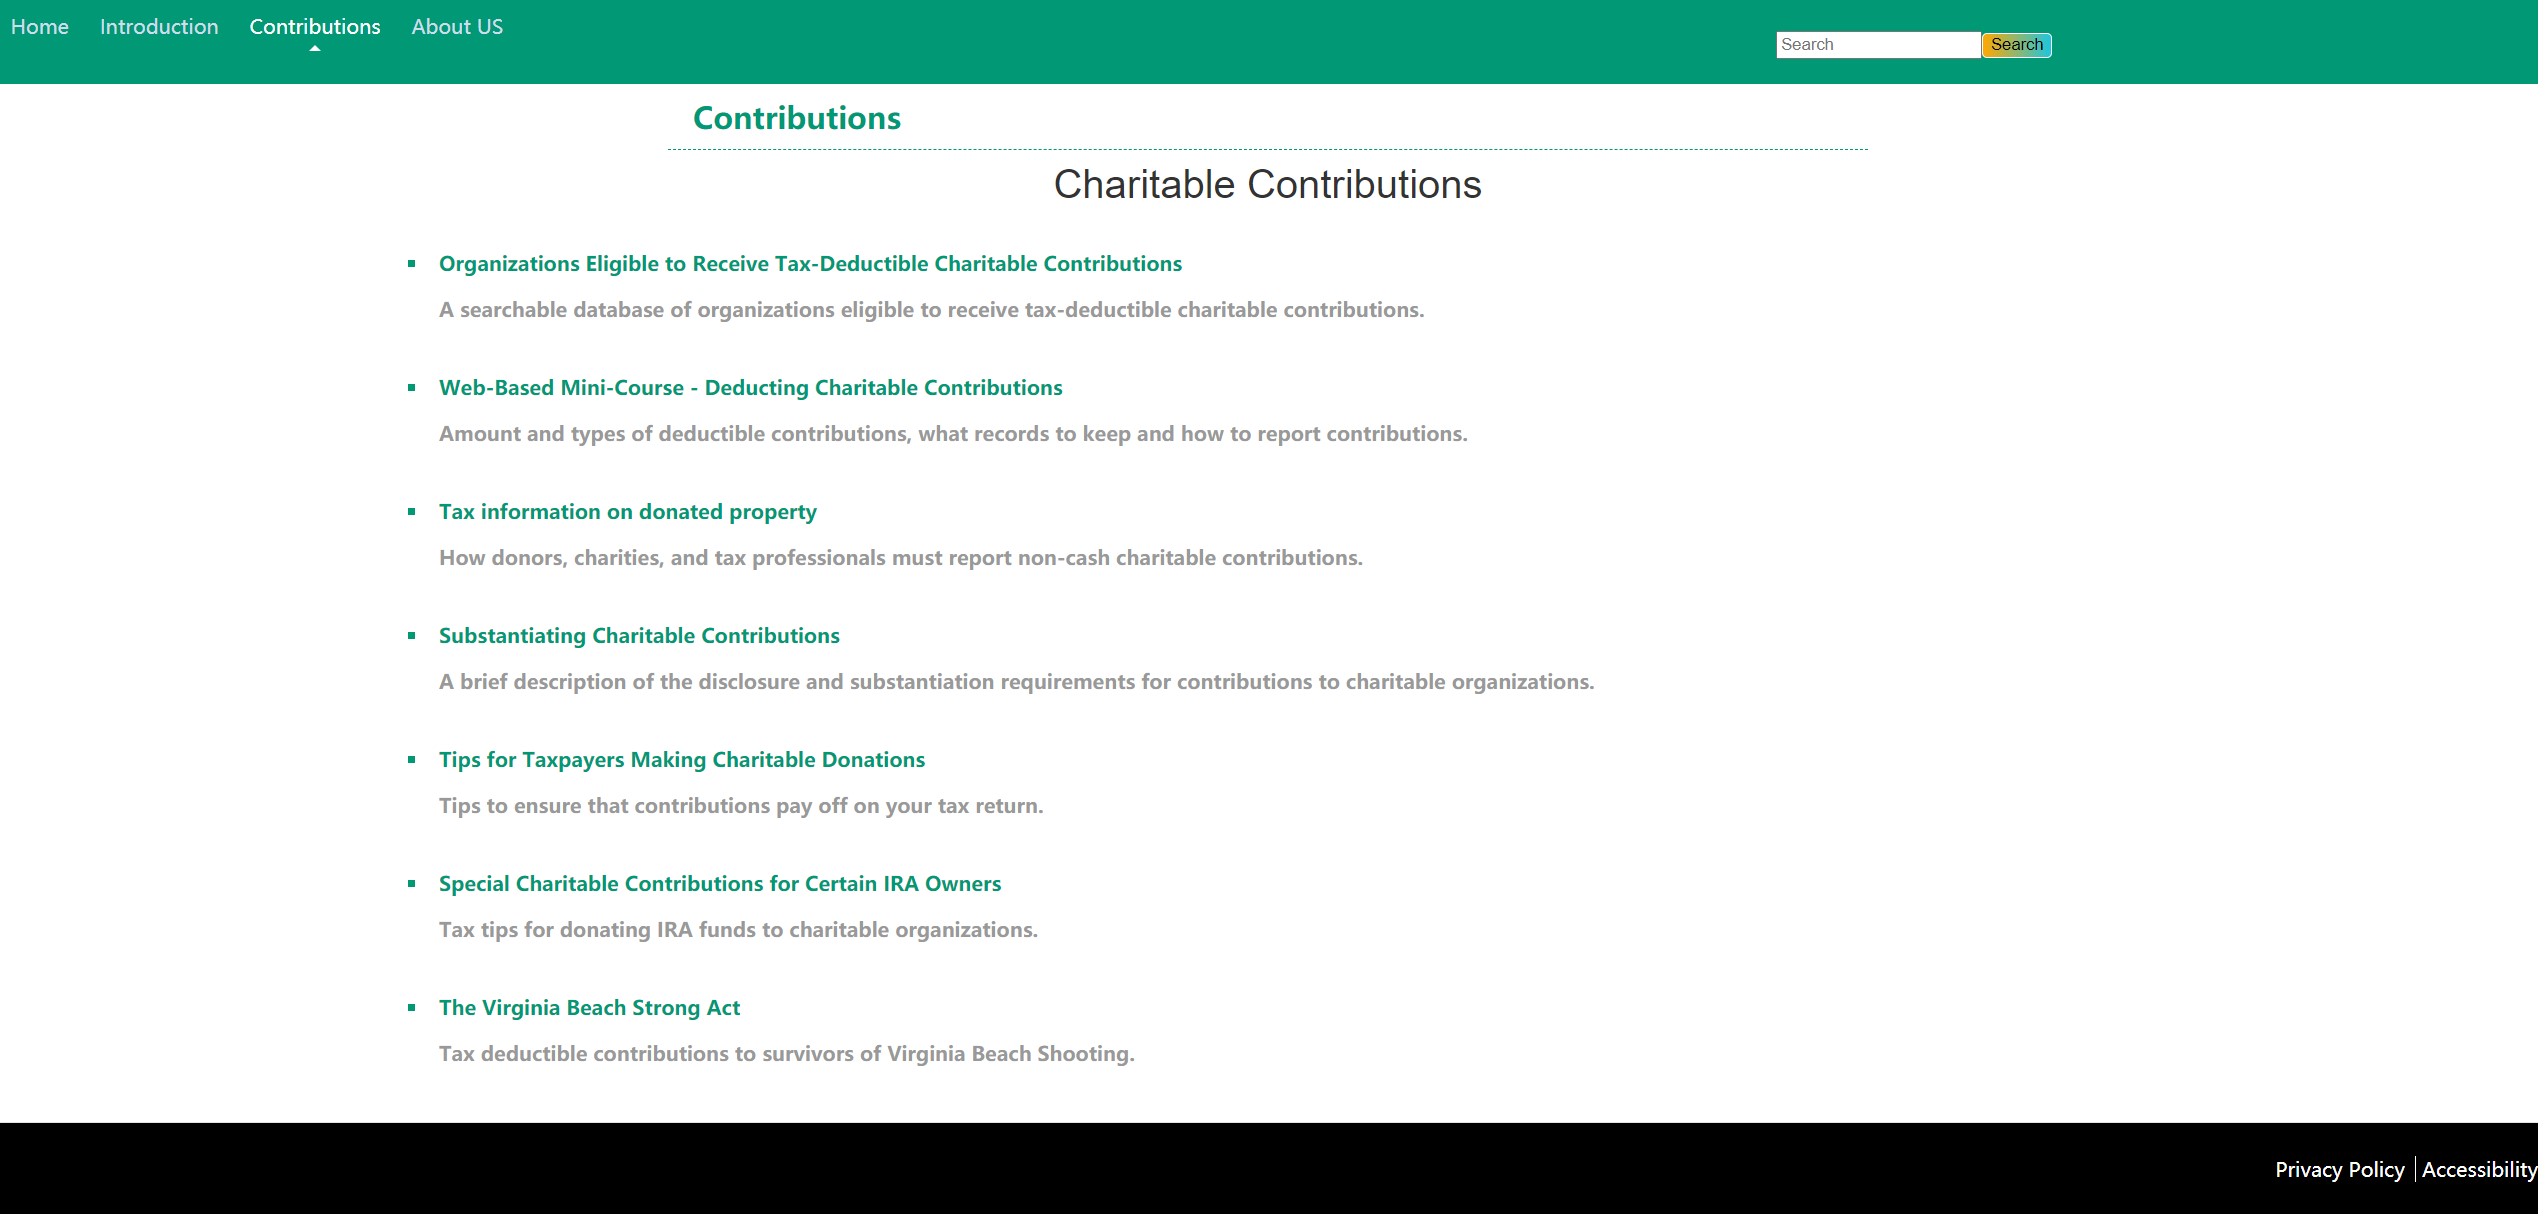 Home Introduction Contributions About US
Search Search
Contributions
Charitable Contributions
Organizations Eligible to Receive Tax-Deductible Charitable Contributions
A searchable database of organizations eligible to receive tax-deductible charitable contributions.
Web-Based Mini-Course - Deducting Charitable Contributions
Amount and types of deductible contributions, what records to keep and how to report contributions.
Tax information on donated property
How donors, charities, and tax professionals must report non-cash charitable contributions.
Substantiating Charitable Contributions
A brief description of the disclosure and substantiation requirements for contributions to charitable organizations.
Tips for Taxpayers Making Charitable Donations
Tips to ensure that contributions pay off on your tax return.
Special Charitable Contributions for Certain IRA Owners
Tax tips for donating IRA funds to charitable organizations.
The Virginia Beach Strong Act
Tax deductible contributions to survivors of Virginia Beach Shooting.
Privacy Policy | Accessibility